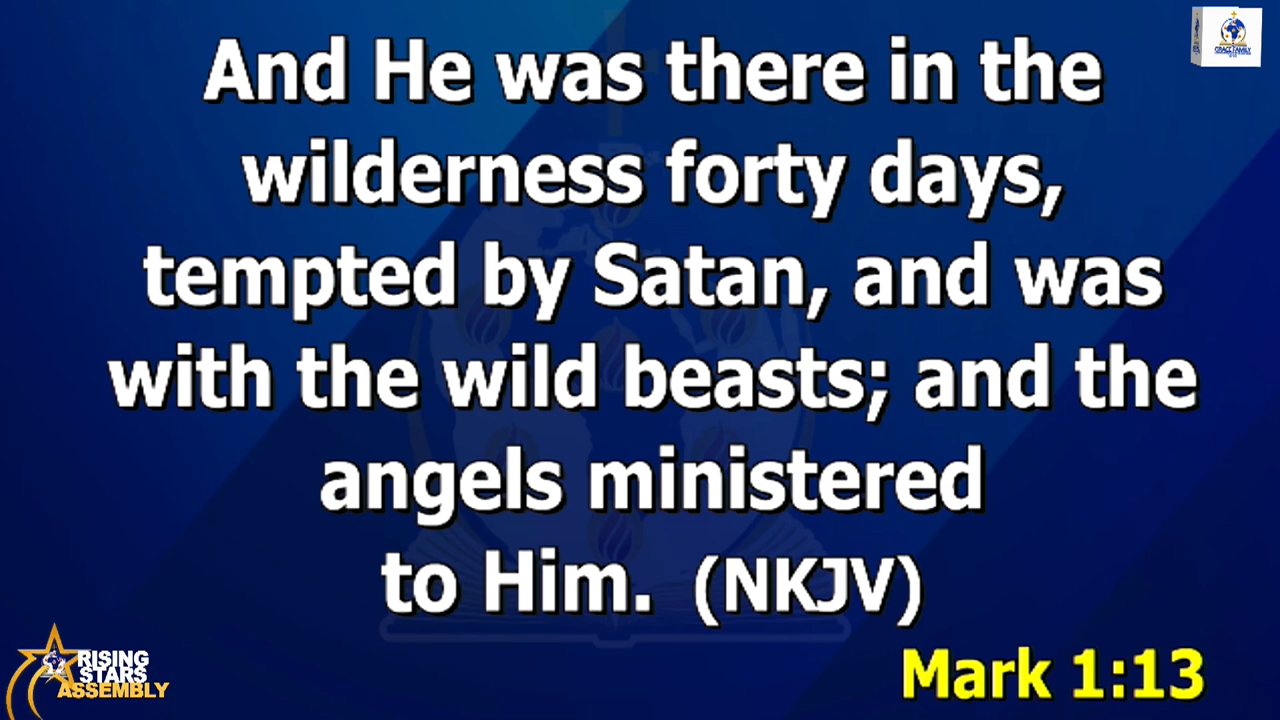 And He was there in the
wilderness forty days,
tempted by Satan, and was
with the wild beasts; and the
angels ministered
to Him. (NKJV)
Mark 1:13
RISING
STARS
ASSEMBLY